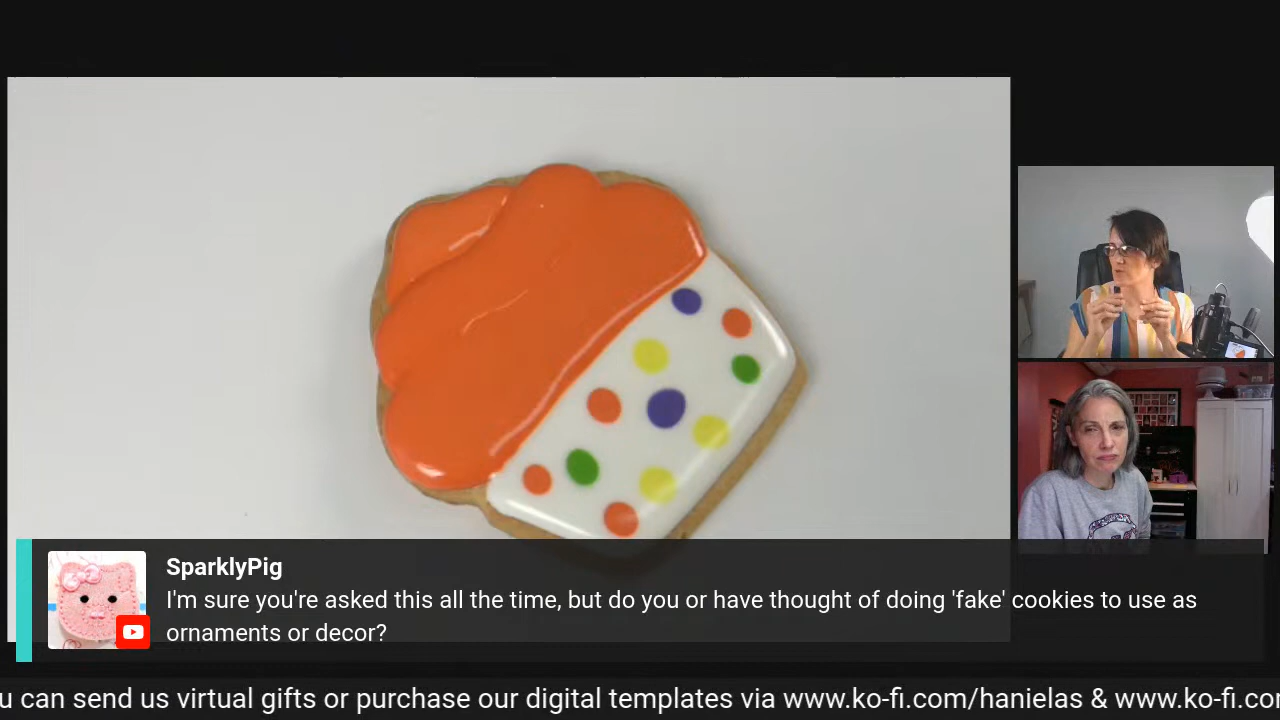 SparklyPig
I'm sure you're asked this all the time, but do you or have thought of doing 'fake' cookies to use as
ornaments or decor?
u can send us virtual gifts or purchase our digital templates via www.ko-fi.com/hanielas & www.ko-fi.co